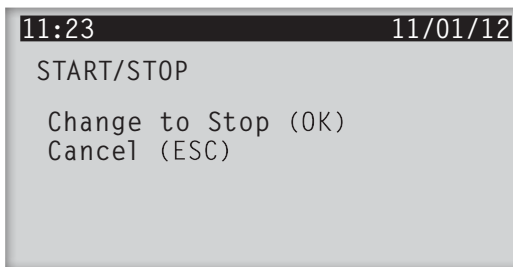 11:23 11/01/12
START/STOP
Change to Stop (OK)
Cancel (ESC)